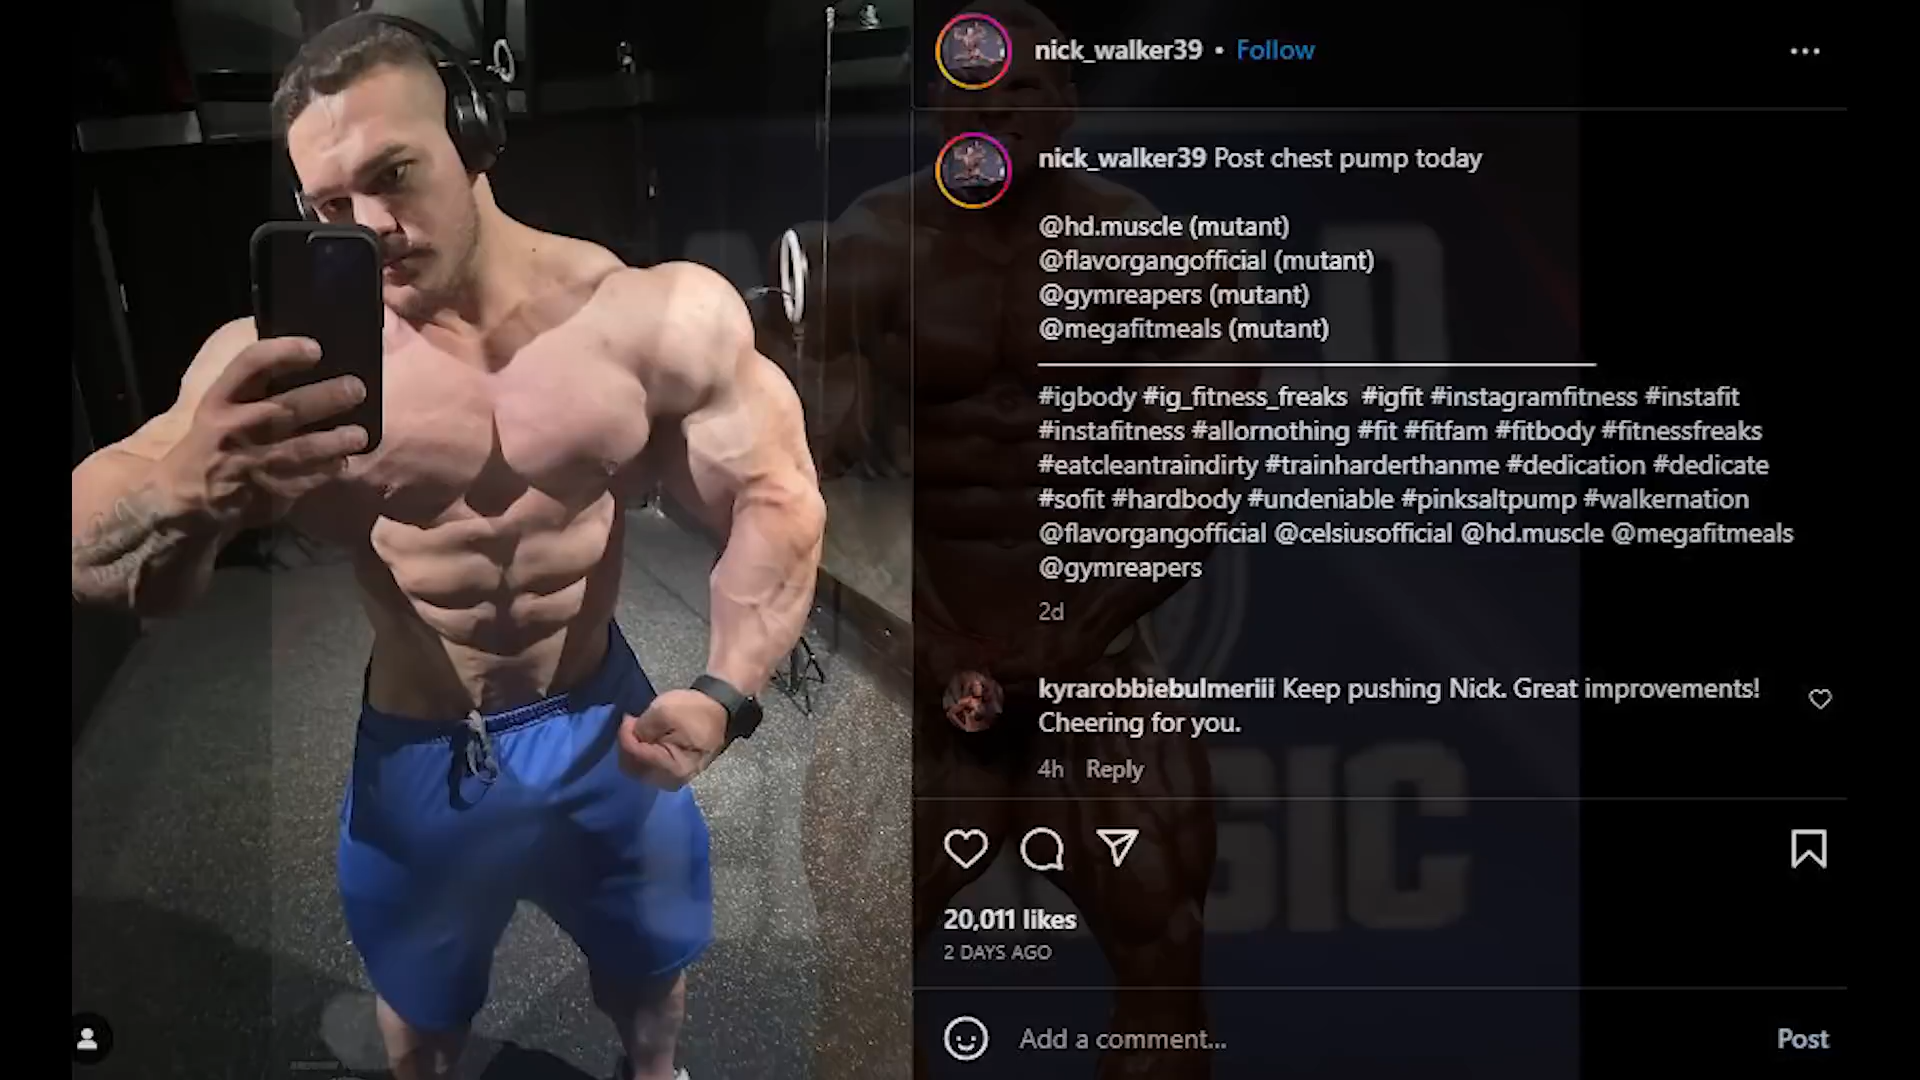 nick_walker39 • Follow
nick_walker39 Post chest pump today
@hd.muscle (mutant)
@flavorgangofficial (mutant)
@gymreapers (mutant)
@megafitmeals (mutant)
#igbody #ig_fitness_freaks #igfit #instagramfitness #instafit
#instafitness #allornothing #fit #fitfam #fitbody #fitnessfreaks
#eatcleantraindirty #trainharderthanme #dedication #dedicate
#sofit #hardbody #undeniable #pinksaltpump #walkernation
@flavorgangofficial @celsiusofficial @hd.muscle @megafitmeals
@gymreapers
2d
kyrarobbiebulmeriii Keep pushing Nick. Great improvements!
Cheering for you.
4h Reply
20,011 likes
2 DAYS AGO
Add a comment... Post